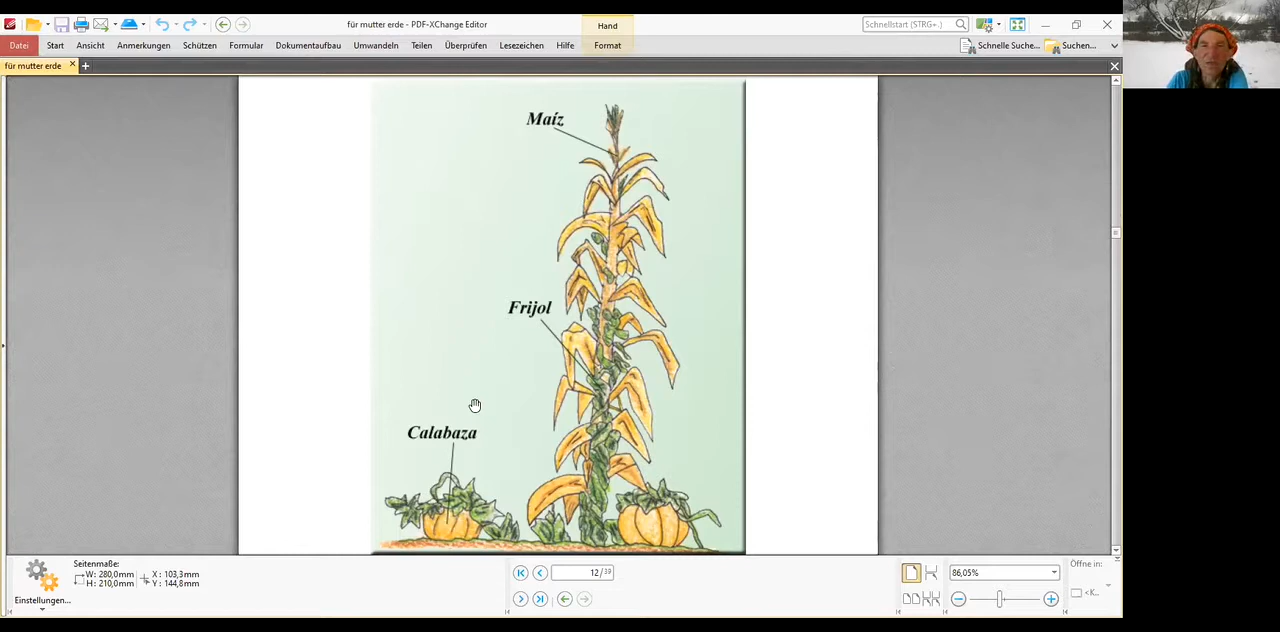 für mutter erde - PDF-XChange Editor
Hand
Schnellstart (STRG+.)
Datei Start Ansicht Anmerkungen Schützen Formular Dokumentaufbau Umwandeln Teilen Überprüfen Lesezeichen Hilfe Format
Schnelle Suche... Suchen...
für mutter erde
Maíz
Frijol
Calabaza
Seitenmaße:
W: 280,0mm X: 103,3mm
H: 210,0mm Y: 144,8mm
Einstellungen...
12 / 39
86,05%
Öffne in:
<K...